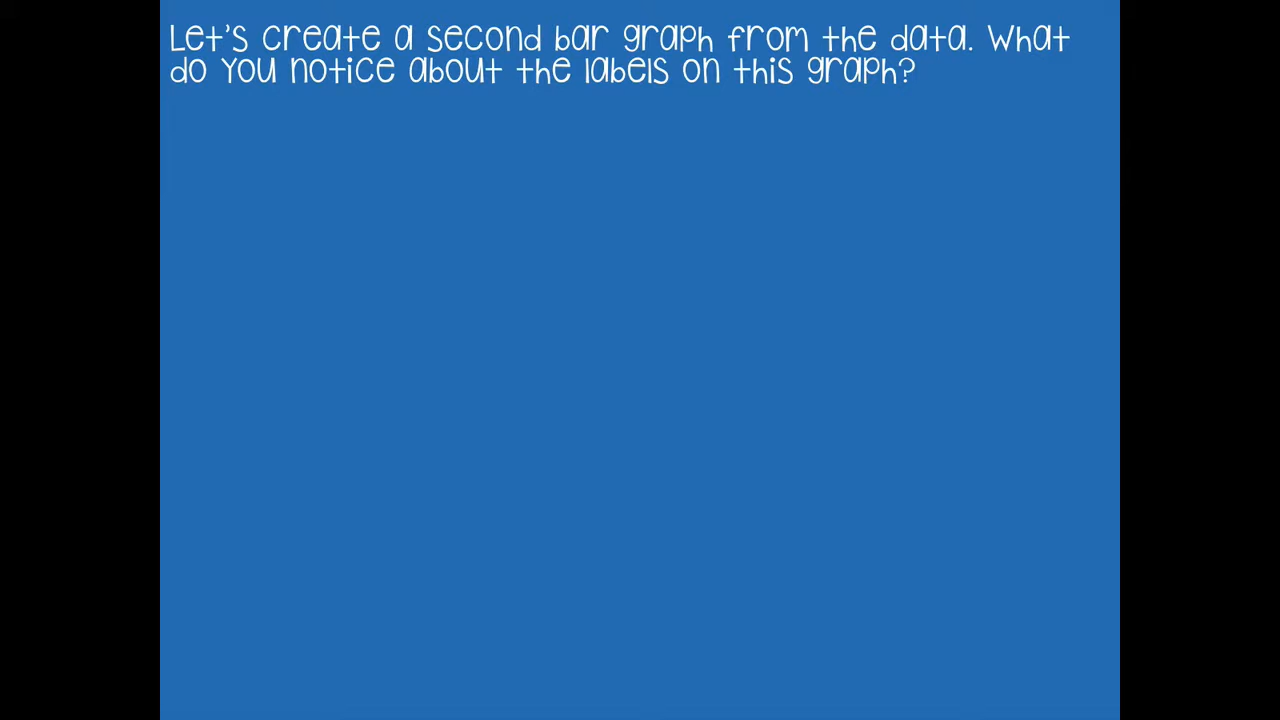 Let's create a second bar graph from the data. What
do you notice about the labels on this graph?